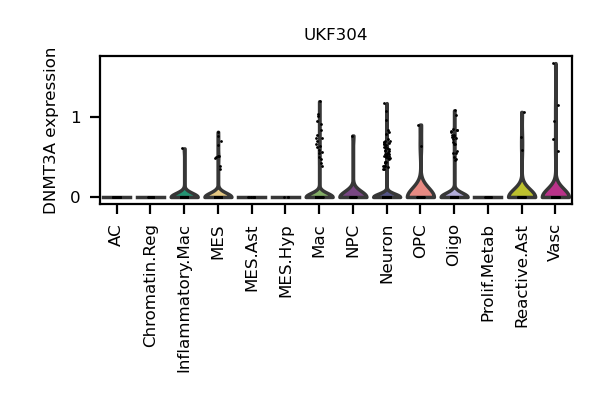 UKF304
DNMT3A expression
1
0
AC
Chromatin.Reg
Inflammatory.Mac
MES
MES.Ast
MES.Hyp
Mac
NPC
Neuron
OPC
Oligo
Prolif.Metab
Reactive.Ast
Vasc